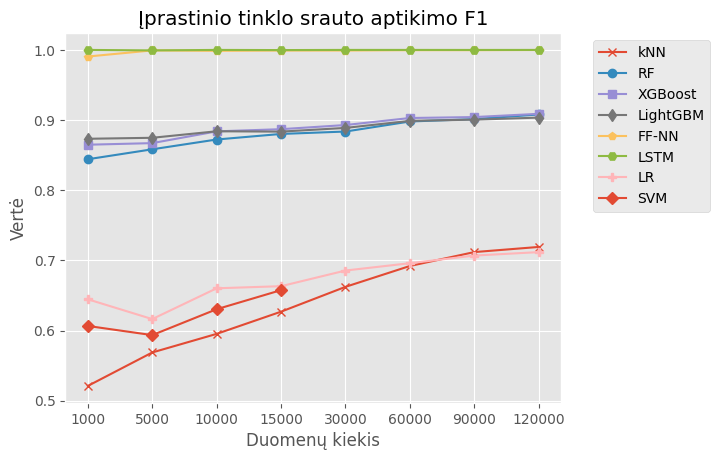 Įprastinio tinklo srauto aptikimo F1
1.0
0.9
0.8
0.7
0.6
0.5
Vertė
1000 5000 10000 15000 30000 60000 90000 120000
Duomenų kiekis
kNN
RF
XGBoost
LightGBM
FF-NN
LSTM
LR
SVM